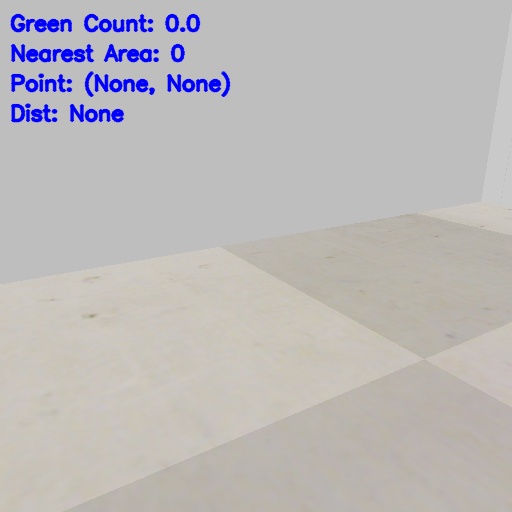 Green Count: 0.0
Nearest Area: 0
Point: (None, None)
Dist: None